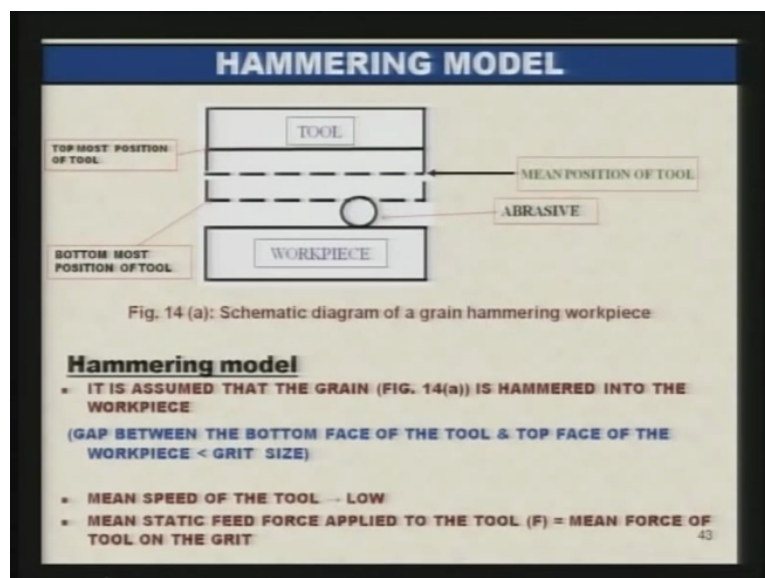 HAMMERING MODEL
TOOL
TOP MOST POSITION
OF TOOL
MEAN POSITION OF TOOL
ABRASIVE
BOTTOM MOST
POSITION OF TOOL
WORKPIECE
Fig. 14 (a): Schematic diagram of a grain hammering workpiece
Hammering model
▪ IT IS ASSUMED THAT THE GRAIN (FIG. 14(a)) IS HAMMERED INTO THE
WORKPIECE
(GAP BETWEEN THE BOTTOM FACE OF THE TOOL & TOP FACE OF THE
WORKPIECE < GRIT SIZE)
▪ MEAN SPEED OF THE TOOL → LOW
▪ MEAN STATIC FEED FORCE APPLIED TO THE TOOL (F) = MEAN FORCE OF
TOOL ON THE GRIT
43